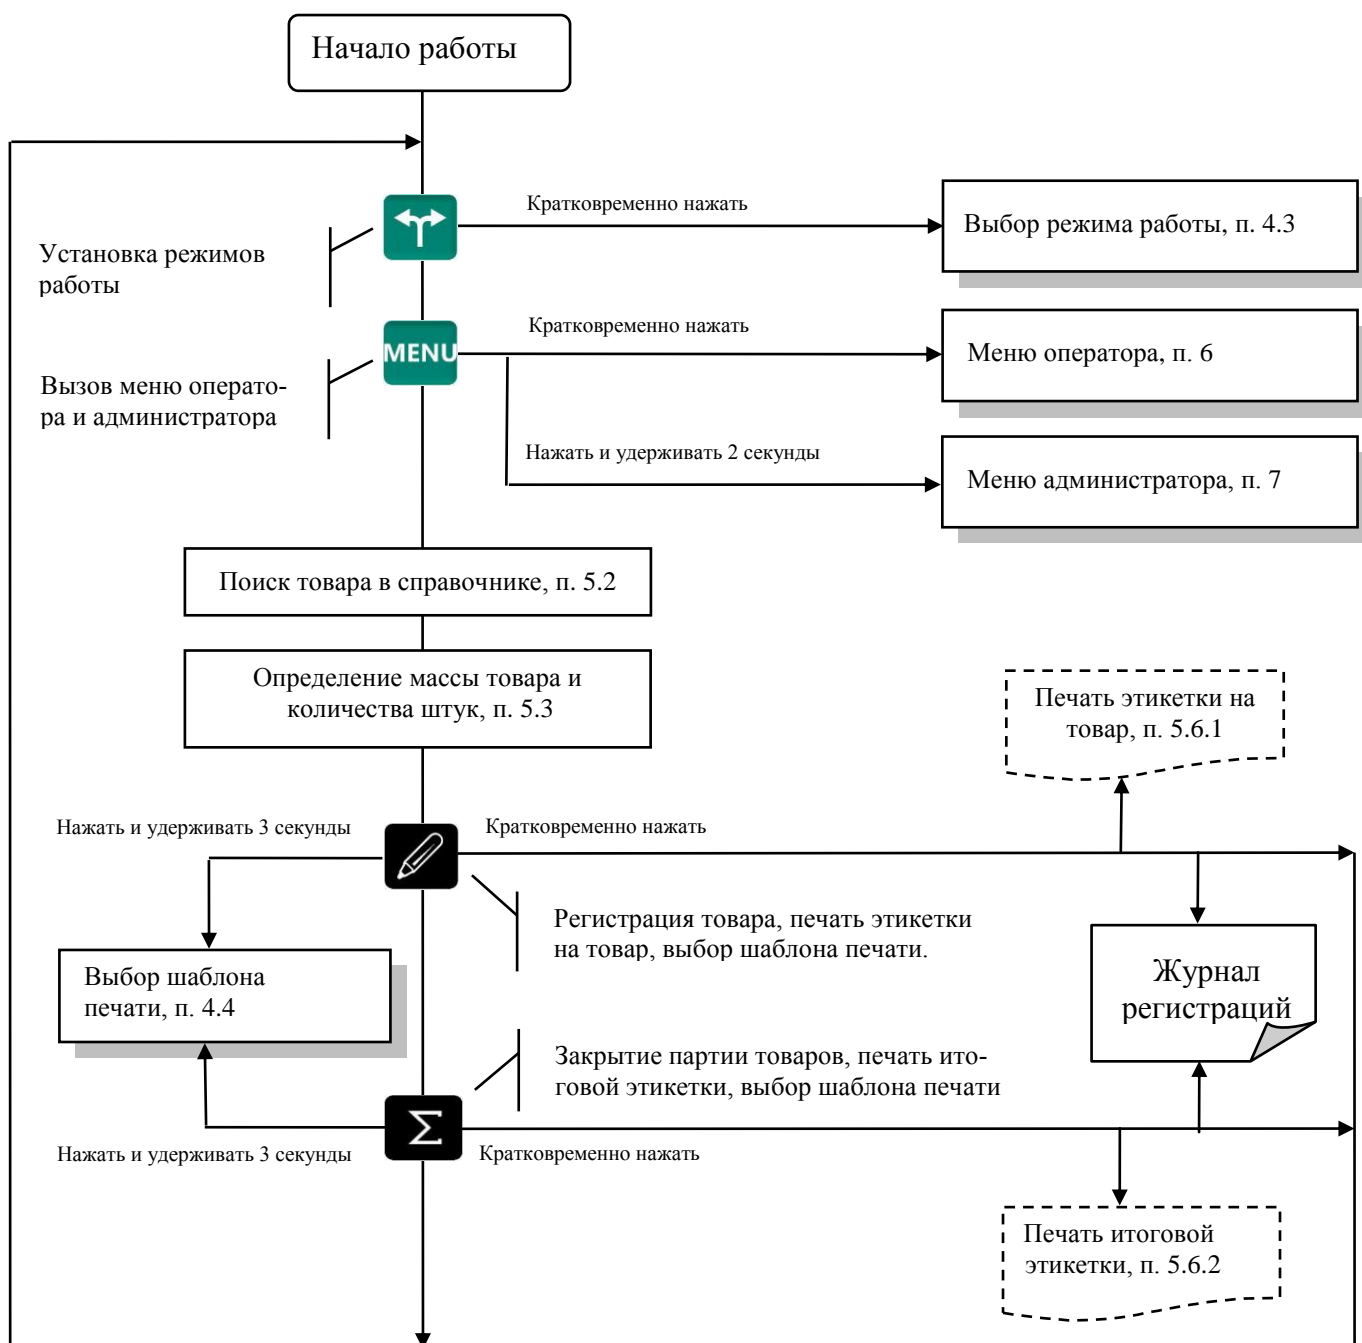 Начало работы
Кратковременно нажать
Выбор режима работы, п. 4.3
Установка режимов
работы
Кратковременно нажать
MENU
Меню оператора, п. 6
Вызов меню операто-
ра и администратора
Нажать и удерживать 2 секунды
Меню администратора, п. 7
Поиск товара в справочнике, п. 5.2
Определение массы товара и
количества штук, п. 5.3
Печать этикетки на
товар, п. 5.6.1
Нажать и удерживать 3 секунды
Кратковременно нажать
Регистрация товара, печать этикетки
на товар, выбор шаблона печати.
Журнал
регистраций
Выбор шаблона
печати, п. 4.4
Закрытие партии товаров, печать ито-
говой этикетки, выбор шаблона печати
Σ
Нажать и удерживать 3 секунды
Кратковременно нажать
Печать итоговой
этикетки, п. 5.6.2